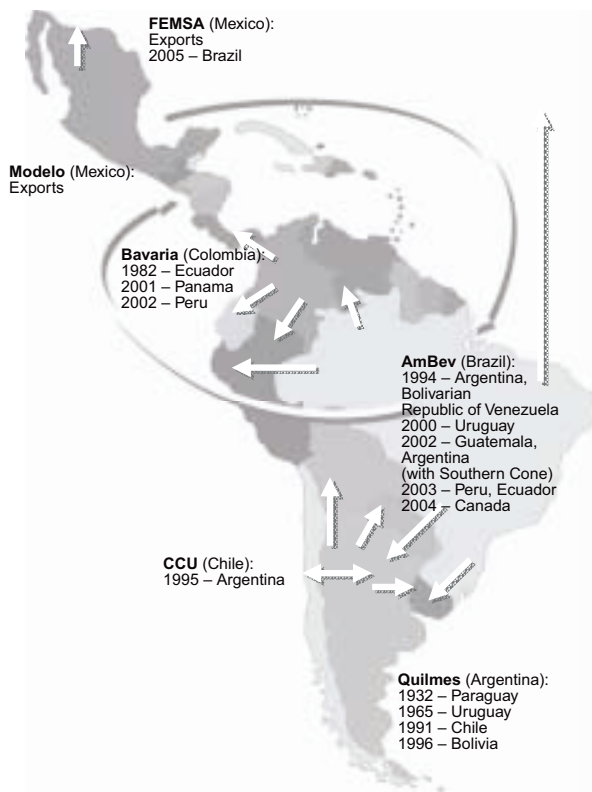 FEMSA (Mexico):
Exports
2005 – Brazil
Modelo (Mexico):
Exports
Bavaria (Colombia):
1982 – Ecuador
2001 – Panama
2002 – Peru
AmBev (Brazil):
1994 – Argentina,
Bolivarian
Republic of Venezuela
2000 – Uruguay
2002 – Guatemala,
Argentina
(with Southern Cone)
2003 – Peru, Ecuador
2004 – Canada
CCU (Chile):
1995 – Argentina
Quilmes (Argentina):
1932 – Paraguay
1965 – Uruguay
1991 – Chile
1996 – Bolivia